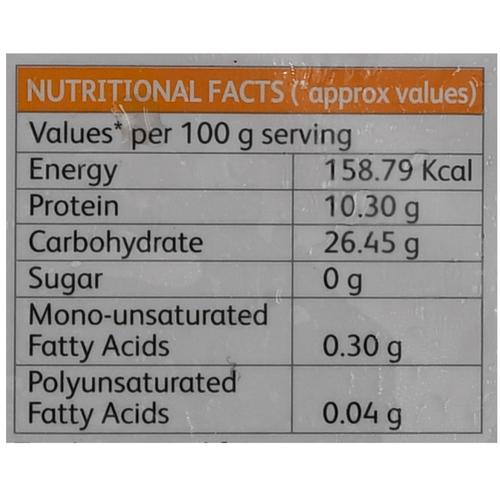 NUTRITIONAL FACTS (*approx values)
Values* per 100 g serving
Energy 158.79 Kcal
Protein 10.30 g
Carbohydrate 26.45 g
Sugar 0 g
Mono-unsaturated
Fatty Acids 0.30 g
Polyunsaturated
Fatty Acids 0.04 g